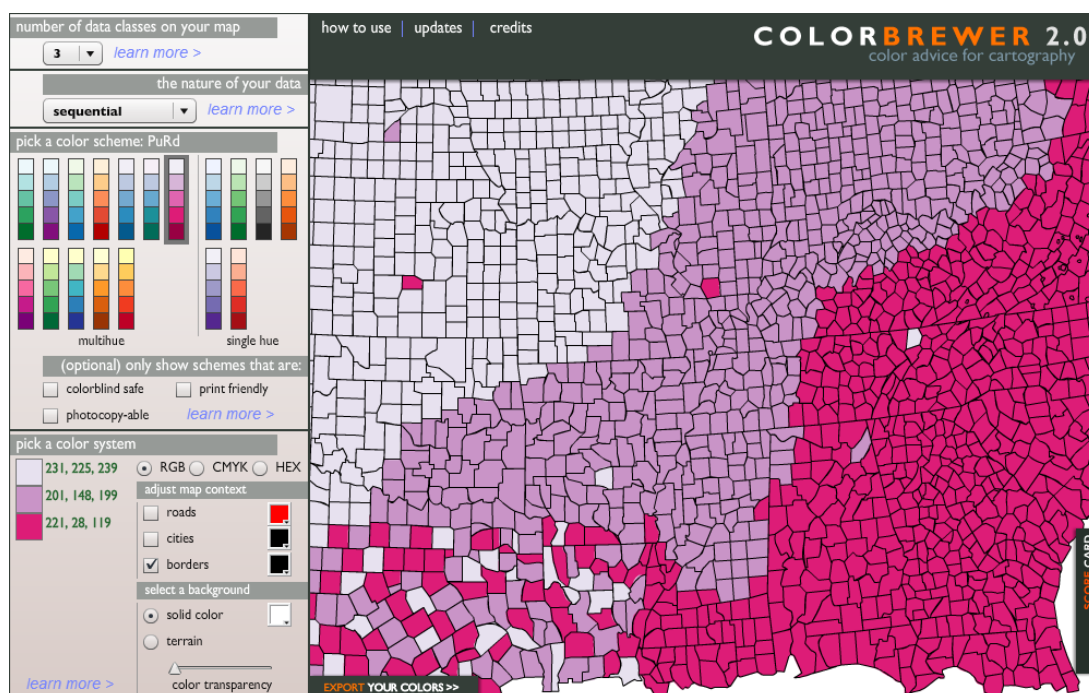 number of data classes on your map
3
learn more >
the nature of your data
sequential
learn more >
pick a color scheme: PuRd
multihue
single hue
(optional) only show schemes that are:
colorblind safe
print friendly
photocopy-able
learn more >
pick a color system
231, 225, 239
201, 148, 199
221, 28, 119
RGB
CMYK
HEX
adjust map context
roads
cities
borders
select a background
solid color
terrain
color transparency
learn more >
how to use | updates | credits
COLORBREWER 2.0
color advice for cartography
SCORE CARD
EXPORT YOUR COLORS >>